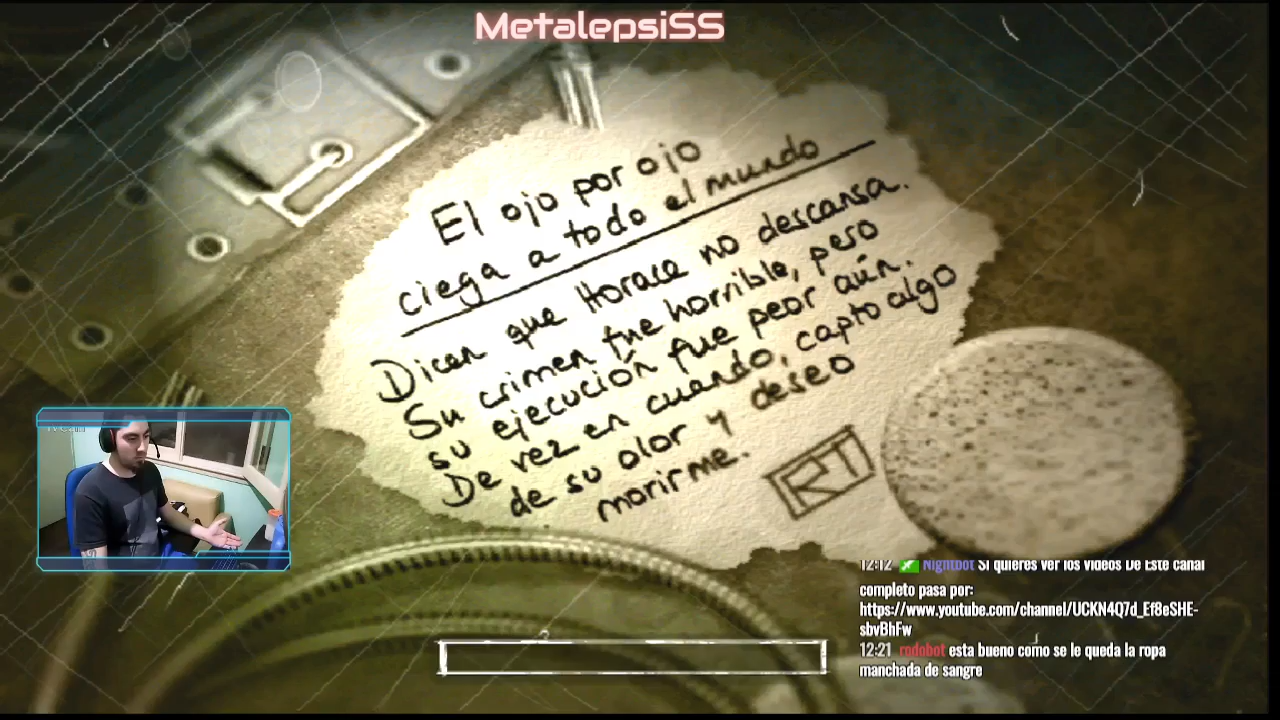 MetalepsiSS
El ojo por ojo
ciega a todo el mundo
Dicen que Horace no descansa.
Su crimen fue horrible, pero
su ejecución fue peor aún.
De vez en cuando, capto algo
de su olor y deseo
morirme.
RT
12:12 Nightbot Si quieres ver los videos De Este canal
completo pasa por:
https://www.youtube.com/channel/UCKN4Q7d_Ef8eSHE-
sbvBhFw
12:21 rodobot esta bueno como se le queda la ropa
manchada de sangre